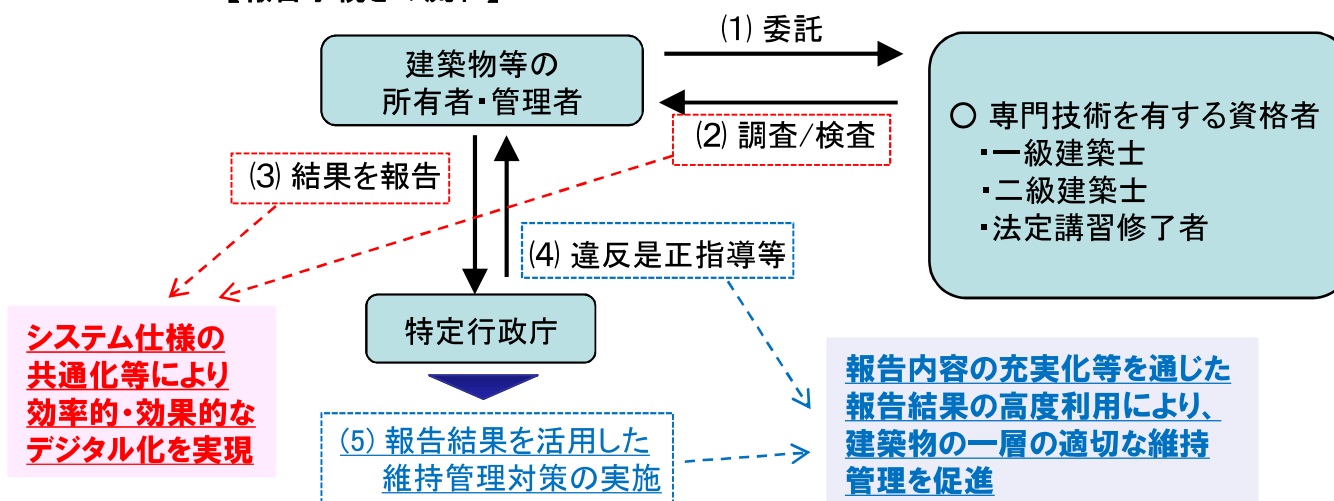 【報告手続きの流れ】
(1) 委託
建築物等の
所有者・管理者
(2) 調査/検査
○ 専門技術を有する資格者
・一級建築士
・二級建築士
・法定講習修了者
(3) 結果を報告
(4) 違反是正指導等
特定行政庁
システム仕様の
共通化等により
効率的・効果的な
デジタル化を実現
(5) 報告結果を活用した
維持管理対策の実施
報告内容の充実化等を通じた
報告結果の高度利用により、
建築物の一層の適切な維持
管理を促進